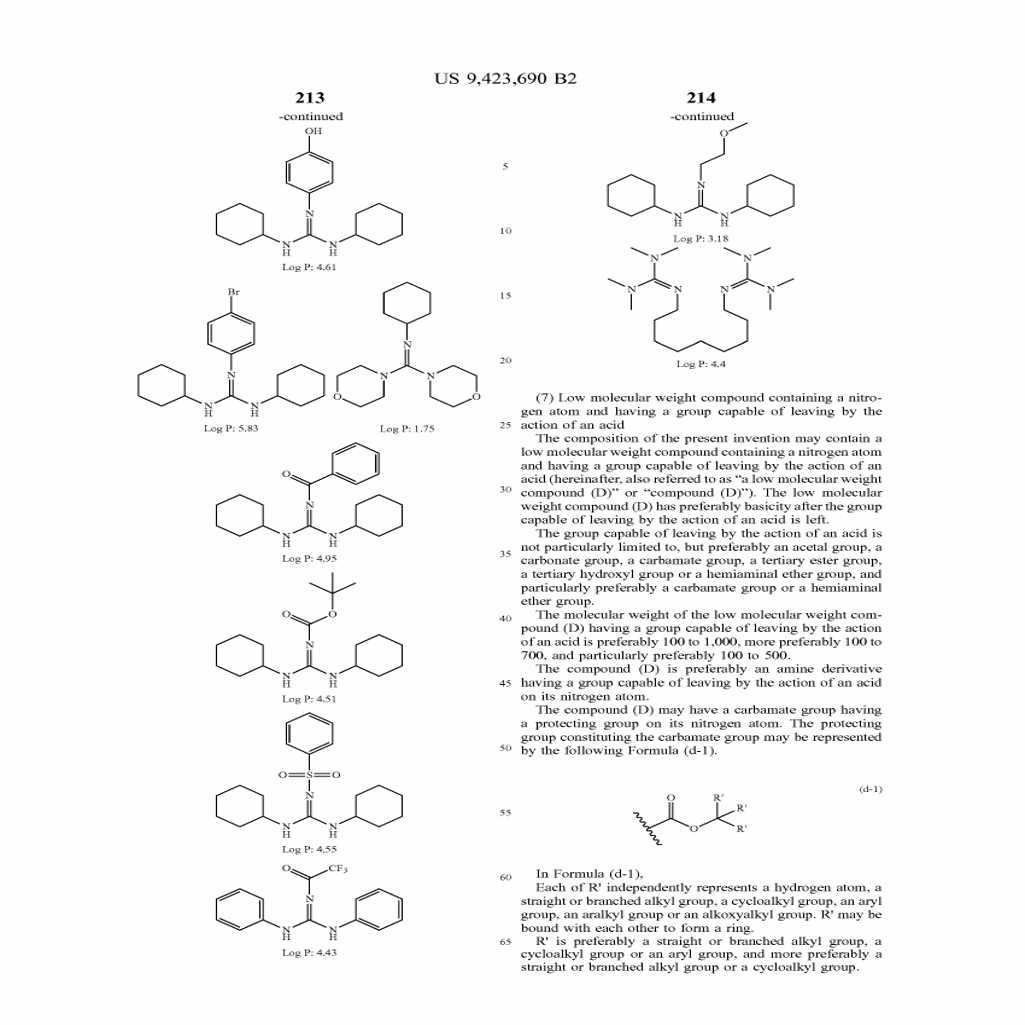 US 9,423,690 B2
213
-continued
OH
N
N
H
N
H
Log P: 4.61
Br
N
N
H
N
H
Log P: 5.83
N
N
N
O
O
Log P: 1.75
O
N
N
H
N
H
Log P: 4.95
O
O
N
N
H
N
H
Log P: 4.51
O=S=O
N
N
H
N
H
Log P: 4.55
O
CF3
N
N
H
N
H
Log P: 4.43
5
10
15
20
25
30
35
40
45
50
55
60
65
214
-continued
O
N
N
H
N
H
Log P: 3.18
N
N
N
N
N
N
Log P: 4.4
(7) Low molecular weight compound containing a nitro-
gen atom and having a group capable of leaving by the
action of an acid
The composition of the present invention may contain a
low molecular weight compound containing a nitrogen atom
and having a group capable of leaving by the action of an
acid (hereinafter, also referred to as “a low molecular weight
compound (D)” or “compound (D)”). The low molecular
weight compound (D) has preferably basicity after the group
capable of leaving by the action of an acid is left.
The group capable of leaving by the action of an acid is
not particularly limited to, but preferably an acetal group, a
carbonate group, a carbamate group, a tertiary ester group,
a tertiary hydroxyl group or a hemiaminal ether group, and
particularly preferably a carbamate group or a hemiaminal
ether group.
The molecular weight of the low molecular weight com-
pound (D) having a group capable of leaving by the action
of an acid is preferably 100 to 1,000, more preferably 100 to
700, and particularly preferably 100 to 500.
The compound (D) is preferably an amine derivative
having a group capable of leaving by the action of an acid
on its nitrogen atom.
The compound (D) may have a carbamate group having
a protecting group on its nitrogen atom. The protecting
group constituting the carbamate group may be represented
by the following Formula (d-1).
(d-1)
O
O
R'
R'
R'
In Formula (d-1),
Each of R' independently represents a hydrogen atom, a
straight or branched alkyl group, a cycloalkyl group, an aryl
group, an aralkyl group or an alkoxyalkyl group. R' may be
bound with each other to form a ring.
R' is preferably a straight or branched alkyl group, a
cycloalkyl group or an aryl group, and more preferably a
straight or branched alkyl group or a cycloalkyl group.